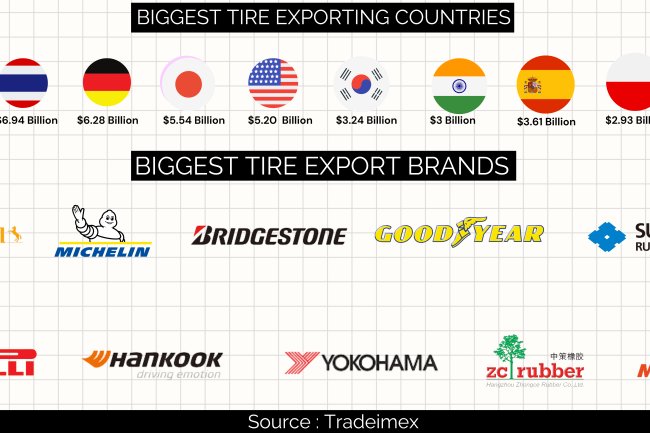 BIGGEST TIRE EXPORTING COUNTRIES
$6.94 Billion $6.28 Billion $5.54 Billion $5.20 Billion $3.24 Billion $3 Billion $3.61 Billion $2.93 Bil
BIGGEST TIRE EXPORT BRANDS
MICHELIN BRIDGESTONE GOODYEAR SU
RU
LLI HANKOOK
driving emotion
YOKOHAMA
中策橡胶
zc rubber
Hangzhou Zhongce Rubber Co.,Ltd.
M
Source : Tradeimex